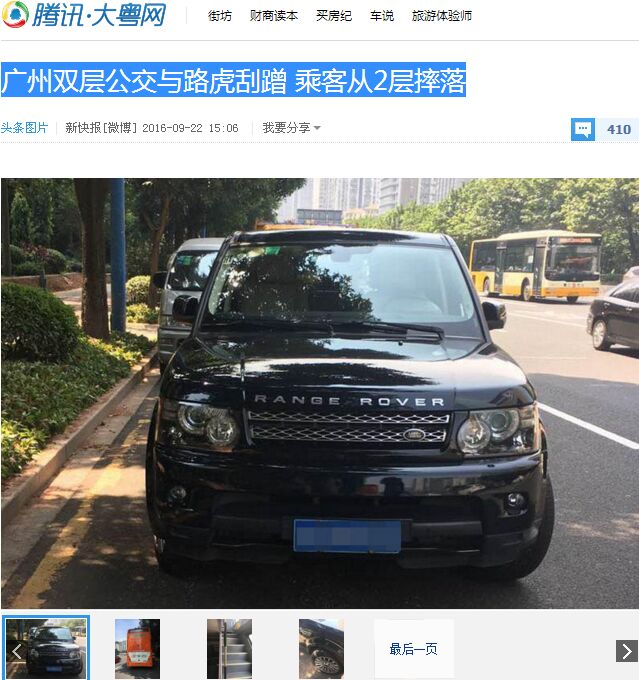 腾讯·大粤网 街坊 财商读本 买房纪 车说 旅游体验师
广州双层公交与路虎刮蹭 乘客从2层摔落
头条图片 新快报[微博] 2016-09-22 15:06 我要分享 410
RANGE ROVER
最后一页